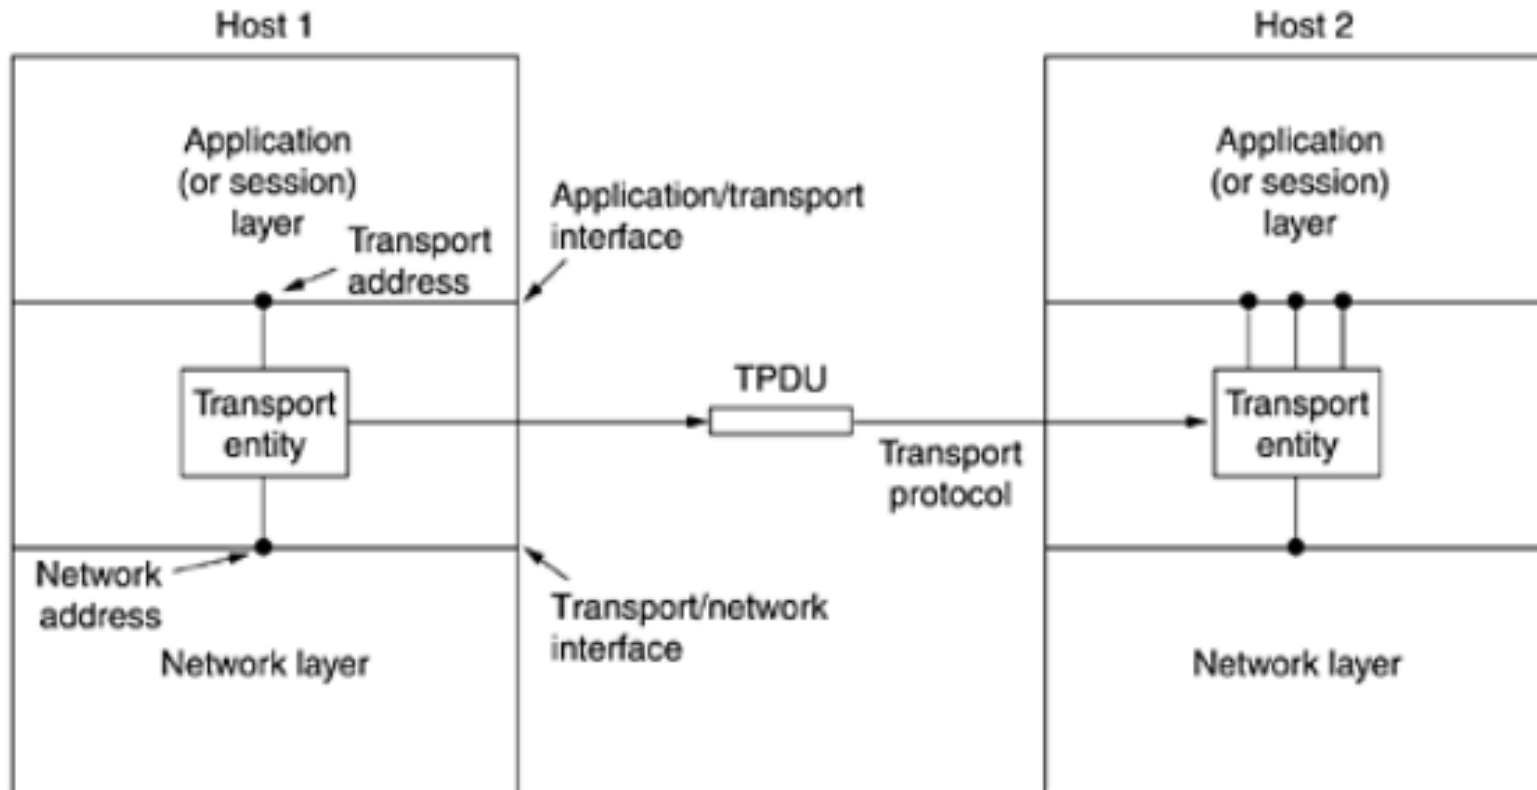 Host 1
Host 2
Application
(or session)
layer
Transport
address
Application/transport
interface
Application
(or session)
layer
Transport
entity
TPDU
Transport
protocol
Transport
entity
Network
address
Network layer
Transport/network
interface
Network layer